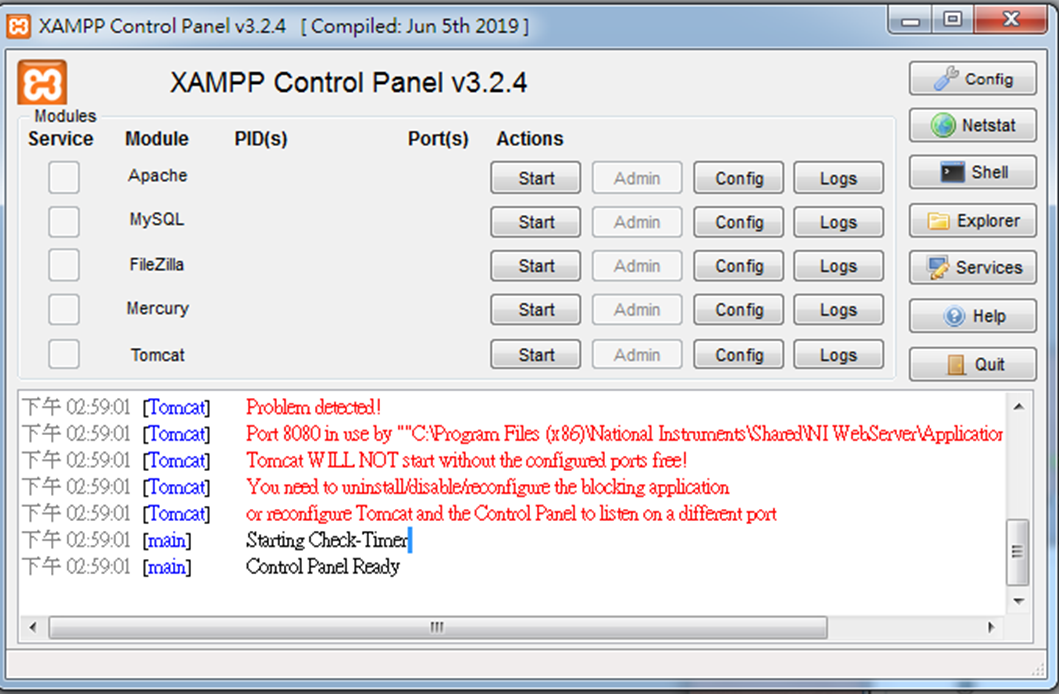 XAMPP Control Panel v3.2.4 [ Compiled: Jun 5th 2019 ]
XAMPP Control Panel v3.2.4
Config
Modules
Service Module PID(s) Port(s) Actions
Netstat
Apache Start Admin Config Logs
Shell
MySQL Start Admin Config Logs
Explorer
FileZilla Start Admin Config Logs
Services
Mercury Start Admin Config Logs
Help
Tomcat Start Admin Config Logs
Quit
下午 02:59:01 [Tomcat] Problem detected!
下午 02:59:01 [Tomcat] Port 8080 in use by ""C:\Program Files (x86)\National Instruments\Shared\NI WebServer\Application
下午 02:59:01 [Tomcat] Tomcat WILL NOT start without the configured ports free!
下午 02:59:01 [Tomcat] You need to uninstall/disable/reconfigure the blocking application
下午 02:59:01 [Tomcat] or reconfigure Tomcat and the Control Panel to listen on a different port
下午 02:59:01 [main] Starting Check-Timer
下午 02:59:01 [main] Control Panel Ready